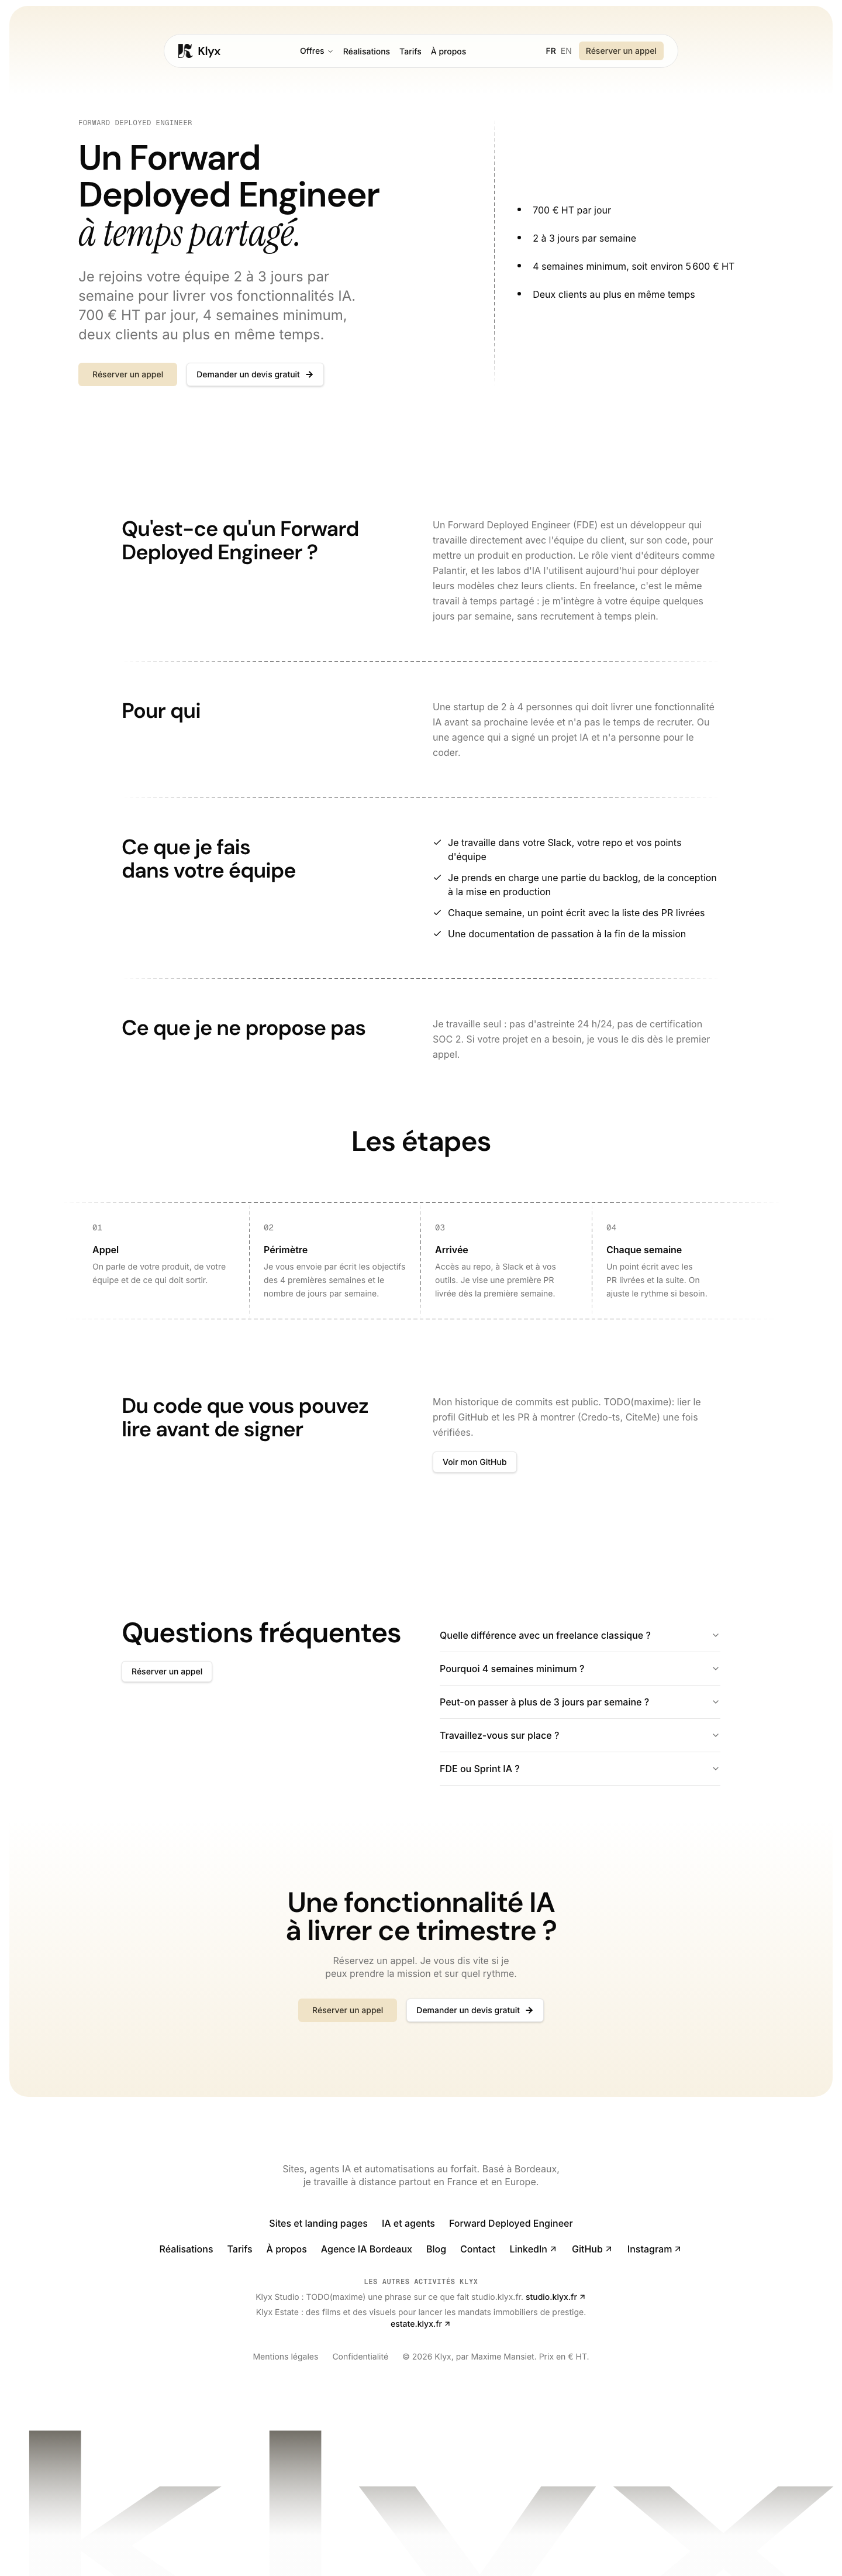 Klyx
Offres
Réalisations
Tarifs
À propos
FR EN
Réserver un appel
FORWARD DEPLOYED ENGINEER
Un Forward
Deployed Engineer
à temps partagé.
Je rejoins votre équipe 2 à 3 jours par
semaine pour livrer vos fonctionnalités IA.
700 € HT par jour, 4 semaines minimum,
deux clients au plus en même temps.
Réserver un appel
Demander un devis gratuit
700 € HT par jour
2 à 3 jours par semaine
4 semaines minimum, soit environ 5 600 € HT
Deux clients au plus en même temps
Qu'est-ce qu'un Forward
Deployed Engineer ?
Un Forward Deployed Engineer (FDE) est un développeur qui
travaille directement avec l'équipe du client, sur son code, pour
mettre un produit en production. Le rôle vient d'éditeurs comme
Palantir, et les labos d'IA l'utilisent aujourd'hui pour déployer
leurs modèles chez leurs clients. En freelance, c'est le même
travail à temps partagé : je m'intègre à votre équipe quelques
jours par semaine, sans recrutement à temps plein.
Pour qui
Une startup de 2 à 4 personnes qui doit livrer une fonctionnalité
IA avant sa prochaine levée et n'a pas le temps de recruter. Ou
une agence qui a signé un projet IA et n'a personne pour le
coder.
Ce que je fais
dans votre équipe
Je travaille dans votre Slack, votre repo et vos points
d'équipe
Je prends en charge une partie du backlog, de la conception
à la mise en production
Chaque semaine, un point écrit avec la liste des PR livrées
Une documentation de passation à la fin de la mission
Ce que je ne propose pas
Je travaille seul : pas d'astreinte 24 h/24, pas de certification
SOC 2. Si votre projet en a besoin, je vous le dis dès le premier
appel.
Les étapes
01
Appel
On parle de votre produit, de votre
équipe et de ce qui doit sortir.
02
Périmètre
Je vous envoie par écrit les objectifs
des 4 premières semaines et le
nombre de jours par semaine.
03
Arrivée
Accès au repo, à Slack et à vos
outils. Je vise une première PR
livrée dès la première semaine.
04
Chaque semaine
Un point écrit avec les
PR livrées et la suite. On
ajuste le rythme si besoin.
Du code que vous pouvez
lire avant de signer
Mon historique de commits est public. TODO(maxime): lier le
profil GitHub et les PR à montrer (Credo-ts, CiteMe) une fois
vérifiées.
Voir mon GitHub
Questions fréquentes
Réserver un appel
Quelle différence avec un freelance classique ?
Pourquoi 4 semaines minimum ?
Peut-on passer à plus de 3 jours par semaine ?
Travaillez-vous sur place ?
FDE ou Sprint IA ?
Une fonctionnalité IA
à livrer ce trimestre ?
Réservez un appel. Je vous dis vite si je
peux prendre la mission et sur quel rythme.
Réserver un appel
Demander un devis gratuit
Sites, agents IA et automatisations au forfait. Basé à Bordeaux,
je travaille à distance partout en France et en Europe.
Sites et landing pages
IA et agents
Forward Deployed Engineer
Réalisations
Tarifs
À propos
Agence IA Bordeaux
Blog
Contact
LinkedIn
GitHub
Instagram
LES AUTRES ACTIVITÉS KLYX
Klyx Studio : TODO(maxime) une phrase sur ce que fait studio.klyx.fr. studio.klyx.fr
Klyx Estate : des films et des visuels pour lancer les mandats immobiliers de prestige.
estate.klyx.fr
Mentions légales
Confidentialité
© 2026 Klyx, par Maxime Mansiet. Prix en € HT.
klyx